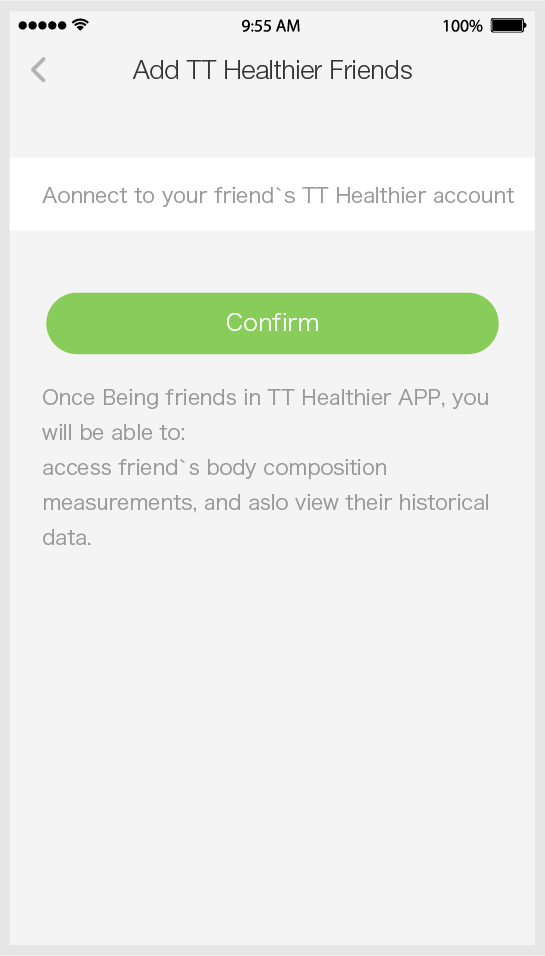 9:55 AM 100%
Add TT Healthier Friends
Aonnect to your friend`s TT Healthier account
Confirm
Once Being friends in TT Healthier APP, you
will be able to:
access friend`s body composition
measurements, and aslo view their historical
data.